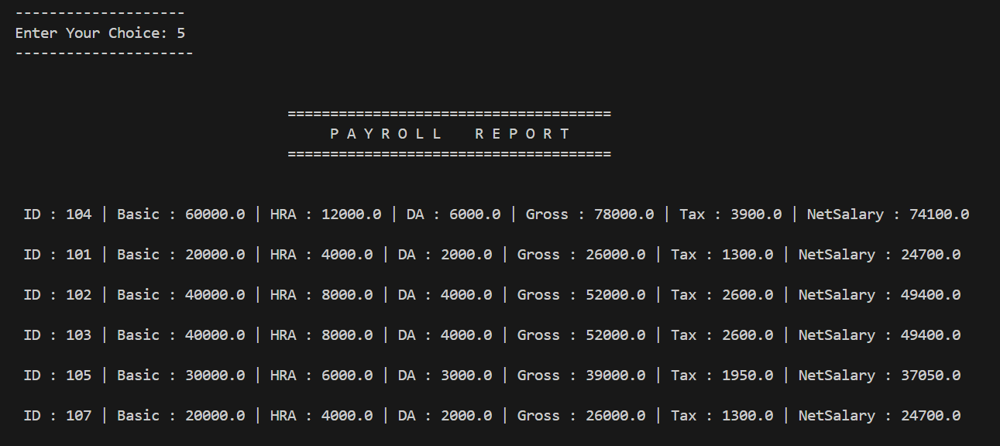 --------------------
Enter Your Choice: 5
---------------------
======================================
P A Y R O L L    R E P O R T
======================================
ID : 104 | Basic : 60000.0 | HRA : 12000.0 | DA : 6000.0 | Gross : 78000.0 | Tax : 3900.0 | NetSalary : 74100.0
ID : 101 | Basic : 20000.0 | HRA : 4000.0 | DA : 2000.0 | Gross : 26000.0 | Tax : 1300.0 | NetSalary : 24700.0
ID : 102 | Basic : 40000.0 | HRA : 8000.0 | DA : 4000.0 | Gross : 52000.0 | Tax : 2600.0 | NetSalary : 49400.0
ID : 103 | Basic : 40000.0 | HRA : 8000.0 | DA : 4000.0 | Gross : 52000.0 | Tax : 2600.0 | NetSalary : 49400.0
ID : 105 | Basic : 30000.0 | HRA : 6000.0 | DA : 3000.0 | Gross : 39000.0 | Tax : 1950.0 | NetSalary : 37050.0
ID : 107 | Basic : 20000.0 | HRA : 4000.0 | DA : 2000.0 | Gross : 26000.0 | Tax : 1300.0 | NetSalary : 24700.0